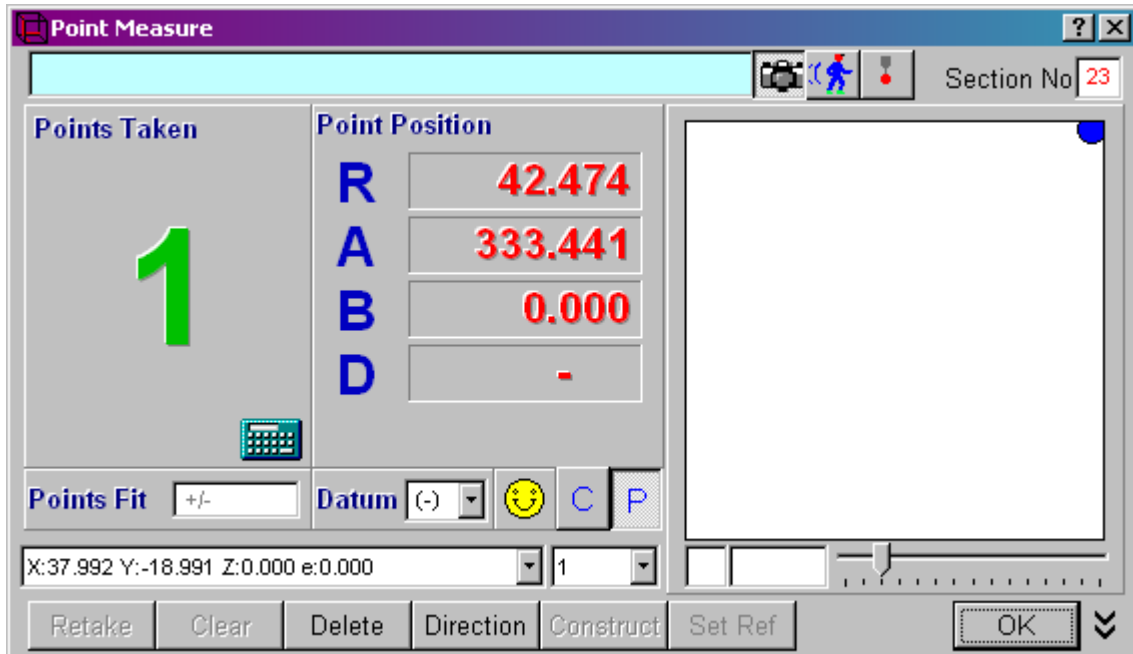 Point Measure
Section No 23
Points Taken
1
Point Position
R 42.474
A 333.441
B 0.000
D -
Points Fit +/-
Datum (-) C P
X:37.992 Y:-18.991 Z:0.000 e:0.000 1
Retake Clear Delete Direction Construct Set Ref OK